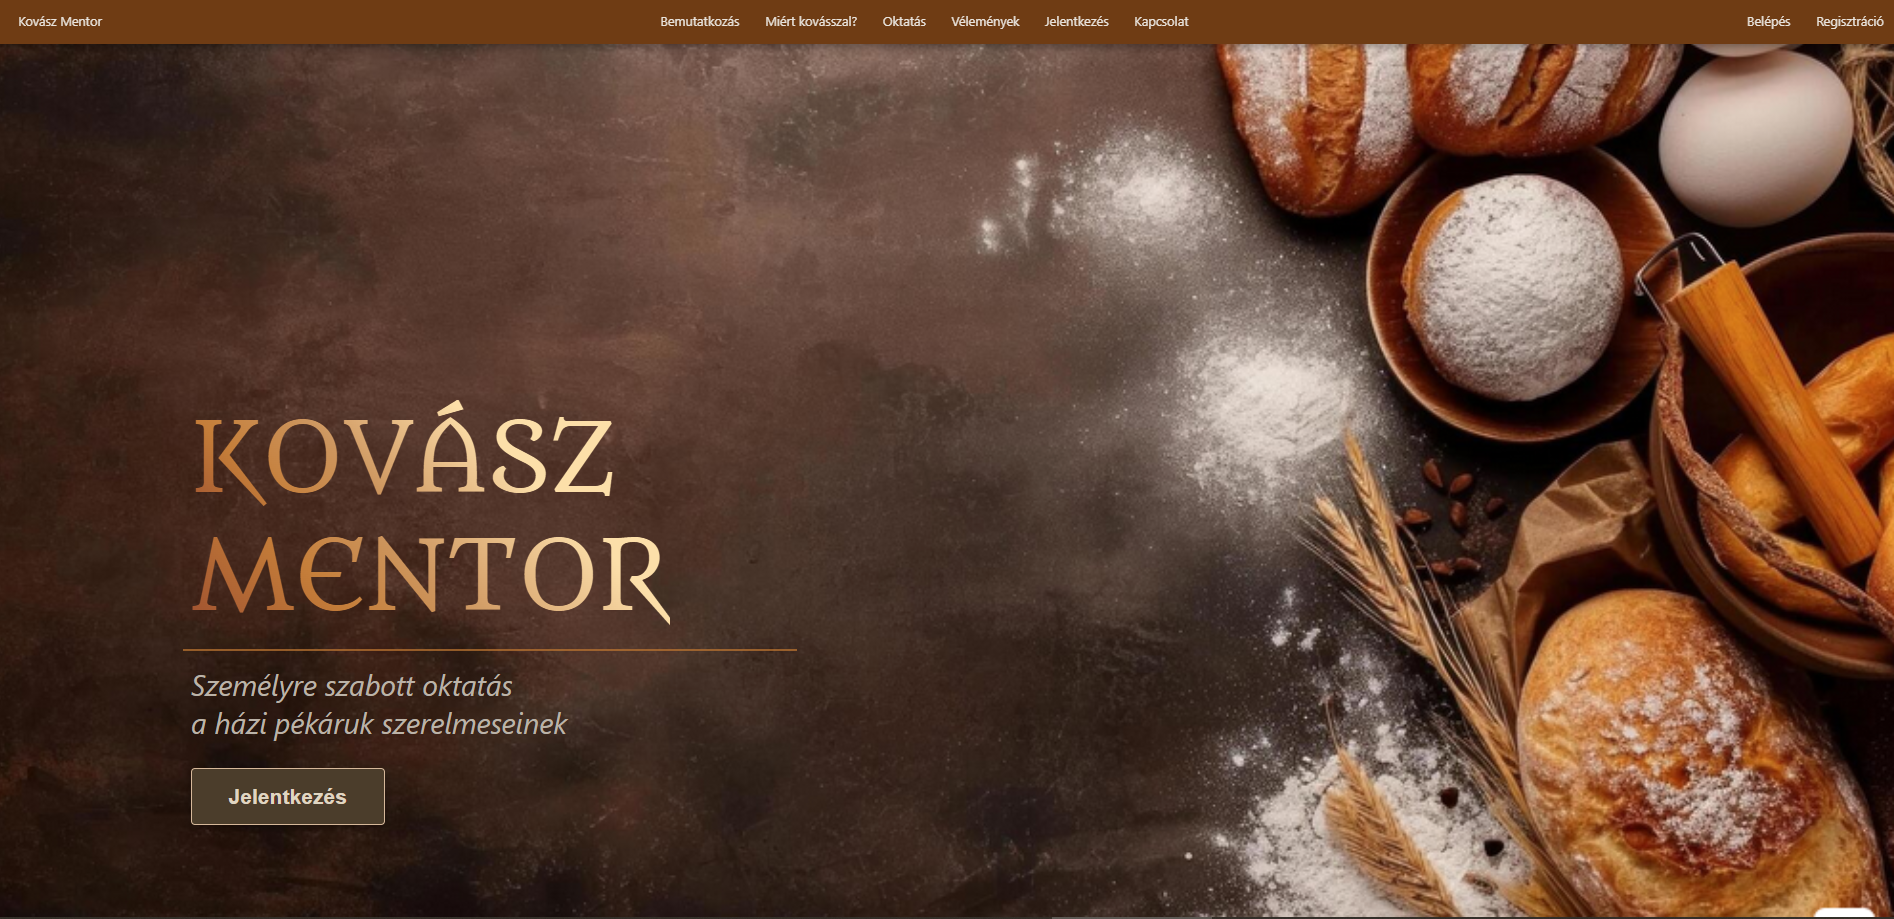 Kovász Mentor
Bemutatkozás
Miért kovásszal?
Oktatás
Vélemények
Jelentkezés
Kapcsolat
Belépés
Regisztráció
KOVÁSZ
MENTOR
Személyre szabott oktatás
a házi pékáruk szerelmeseinek
Jelentkezés